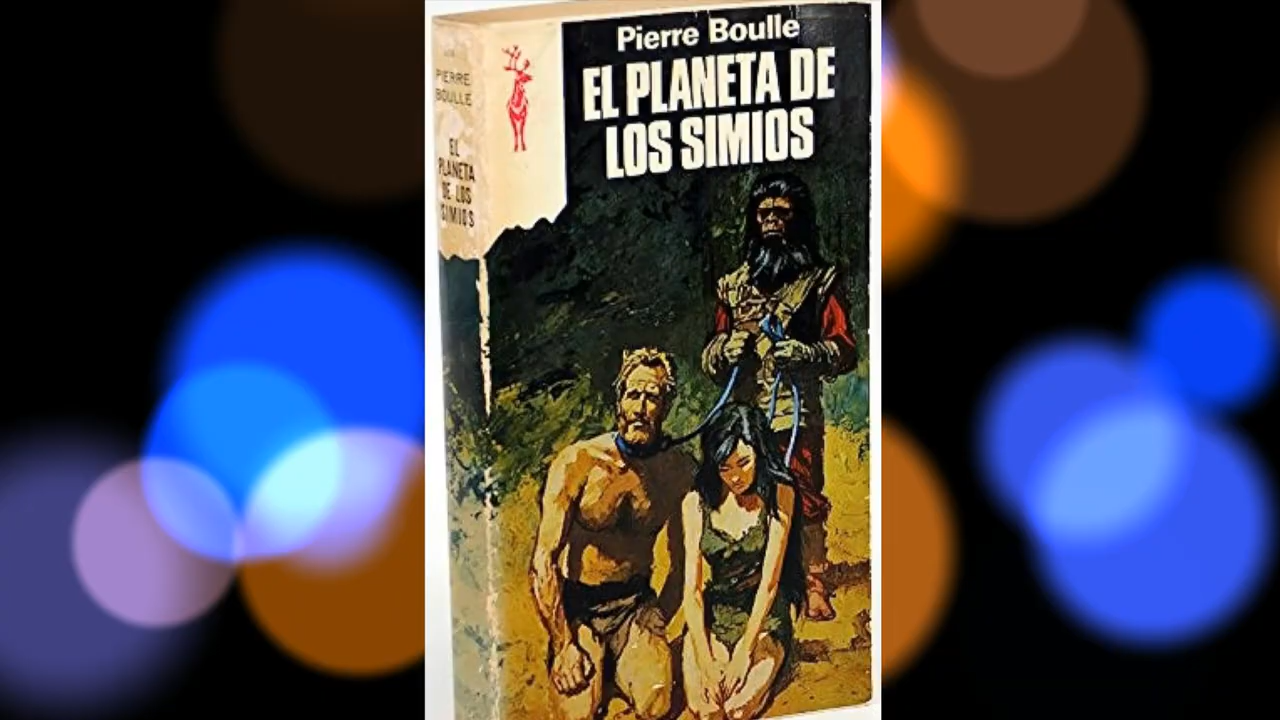 Pierre Boulle
EL PLANETA DE
LOS SIMIOS
PIERRE
BOULLE
EL
PLANETA
DE LOS
SIMIOS